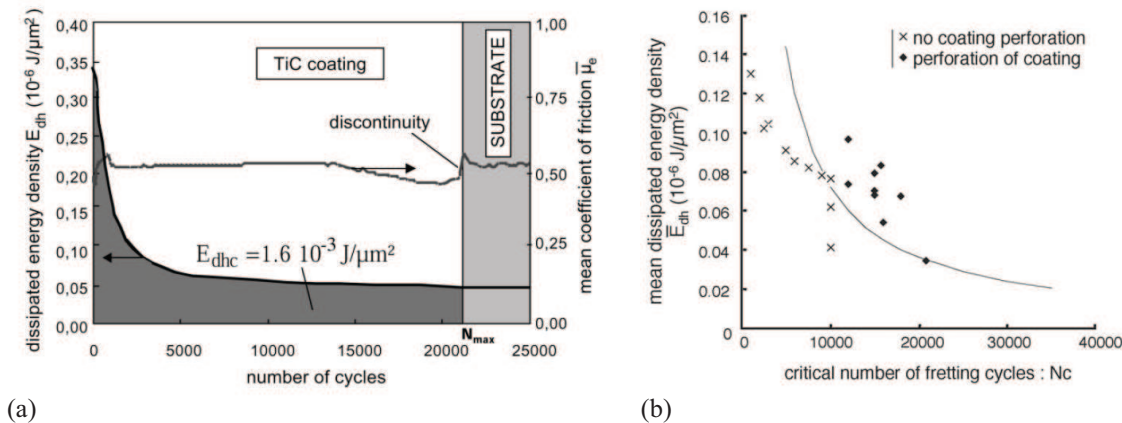 0,40
0,35
0,30
0,25
0,20
0,15
0,10
0,05
0,00
dissipated energy density E_dh (10⁻⁶ J/µm²)
TiC coating
discontinuity
SUBSTRATE
E_dhc =1.6 10⁻³ J/µm²
1,00
0,75
0,50
0,25
0,00
mean coefficient of friction µ̅_e
0 5000 10000 15000 20000 25000
N_max
number of cycles
(a)
0.16
0.14
0.12
0.10
0.08
0.06
0.04
0.02
0
mean dissipated energy density
E̅_dh (10⁻⁶ J/µm²)
× no coating perforation
◆ perforation of coating
10000 20000 30000 40000
critical number of fretting cycles : Nc
(b)